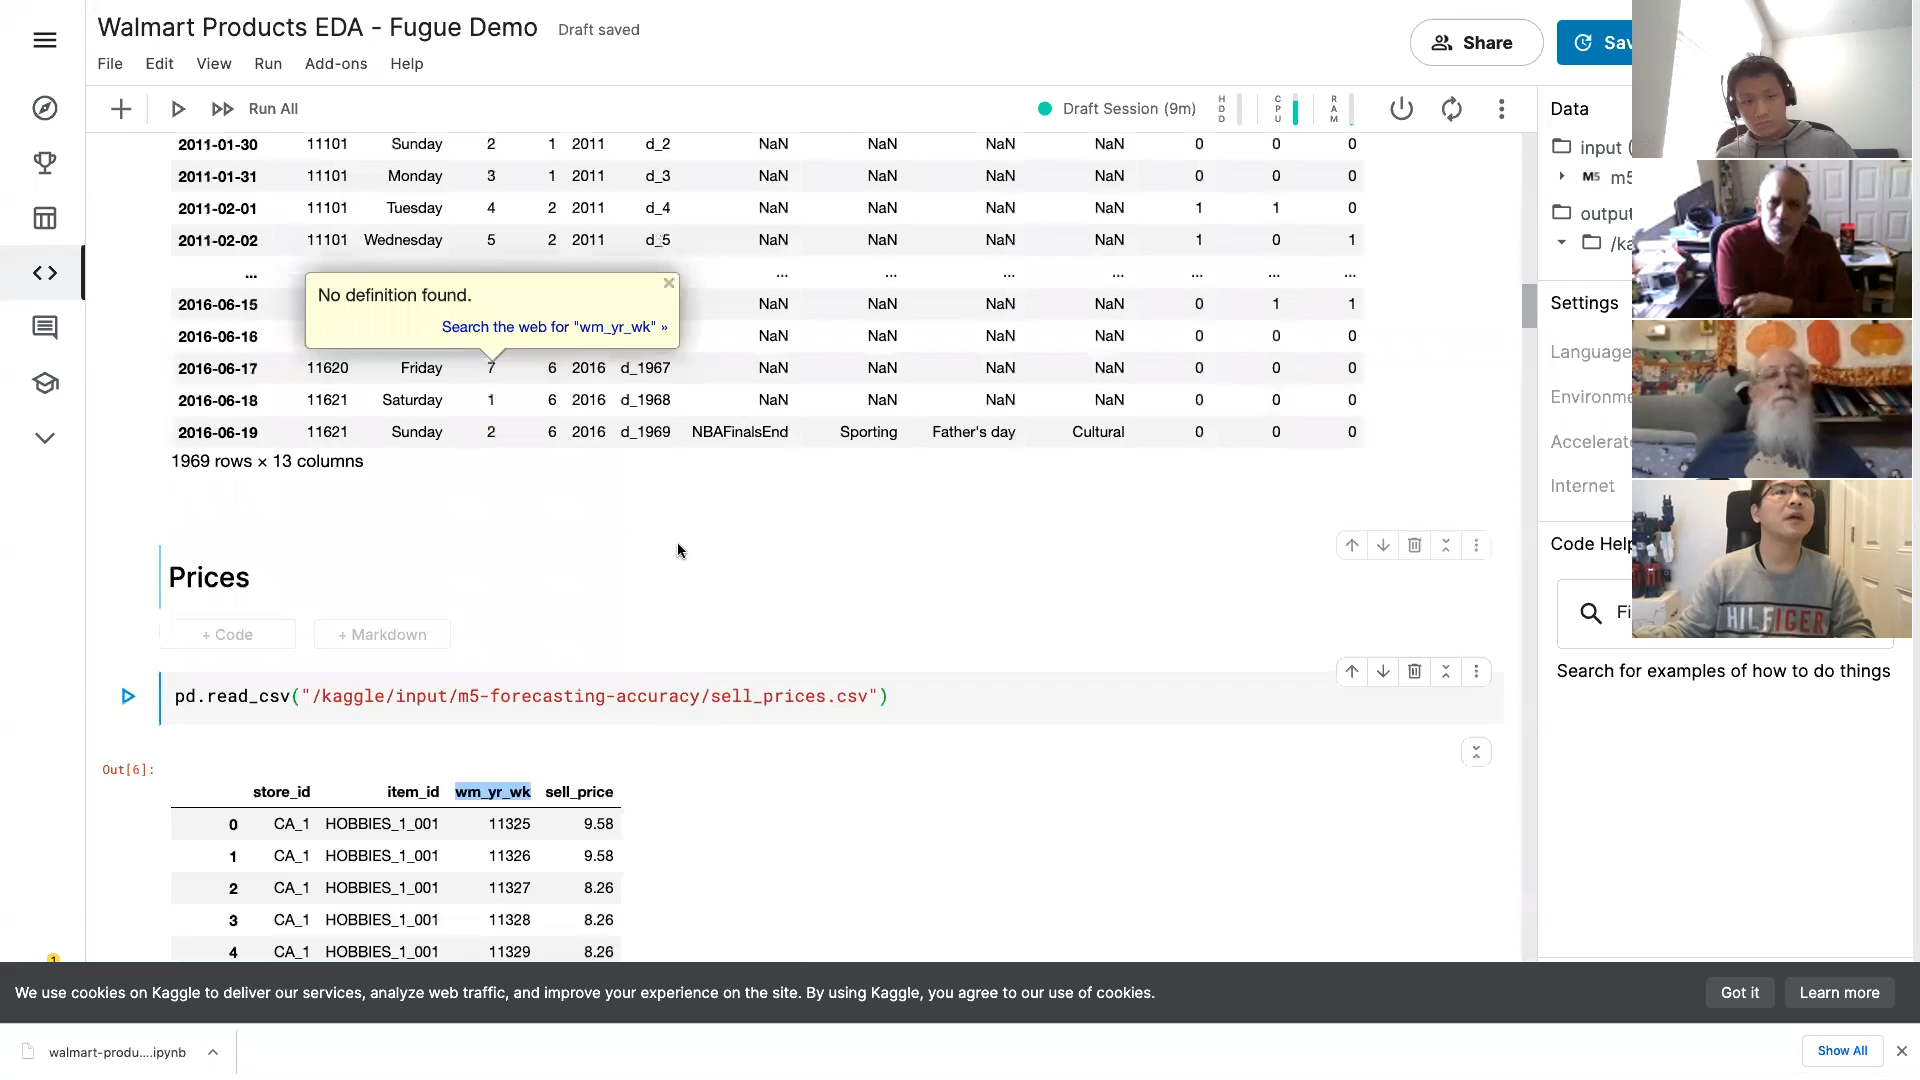 Walmart Products EDA - Fugue Demo Draft saved
Share
Sav
File Edit View Run Add-ons Help
Run All
Draft Session (9m)
HDD
CPU
RAM
2011-01-30 11101 Sunday 2 1 2011 d_2 NaN NaN NaN NaN 0 0 0
2011-01-31 11101 Monday 3 1 2011 d_3 NaN NaN NaN NaN 0 0 0
2011-02-01 11101 Tuesday 4 2 2011 d_4 NaN NaN NaN NaN 1 1 0
2011-02-02 11101 Wednesday 5 2 2011 d_5 NaN NaN NaN NaN 1 0 1
... ... ... ... ... ... ... ...
No definition found.
Search the web for "wm_yr_wk" »
2016-06-15 NaN NaN NaN NaN 0 1 1
2016-06-16 NaN NaN NaN NaN 0 0 0
2016-06-17 11620 Friday 7 6 2016 d_1967 NaN NaN NaN NaN 0 0 0
2016-06-18 11621 Saturday 1 6 2016 d_1968 NaN NaN NaN NaN 0 0 0
2016-06-19 11621 Sunday 2 6 2016 d_1969 NBAFinalsEnd Sporting Father's day Cultural 0 0 0
1969 rows × 13 columns
Prices
+ Code + Markdown
pd.read_csv("/kaggle/input/m5-forecasting-accuracy/sell_prices.csv")
Out[6]:
store_id item_id wm_yr_wk sell_price
0 CA_1 HOBBIES_1_001 11325 9.58
1 CA_1 HOBBIES_1_001 11326 9.58
2 CA_1 HOBBIES_1_001 11327 8.26
3 CA_1 HOBBIES_1_001 11328 8.26
4 CA_1 HOBBIES_1_001 11329 8.26
Data
input (
M5 m5
output
/ka
Settings
Language
Environme
Accelerat
Internet
Code Help
Fi
HILFIGER
Search for examples of how to do things
1
We use cookies on Kaggle to deliver our services, analyze web traffic, and improve your experience on the site. By using Kaggle, you agree to our use of cookies.
Got it
Learn more
walmart-produ....ipynb
Show All